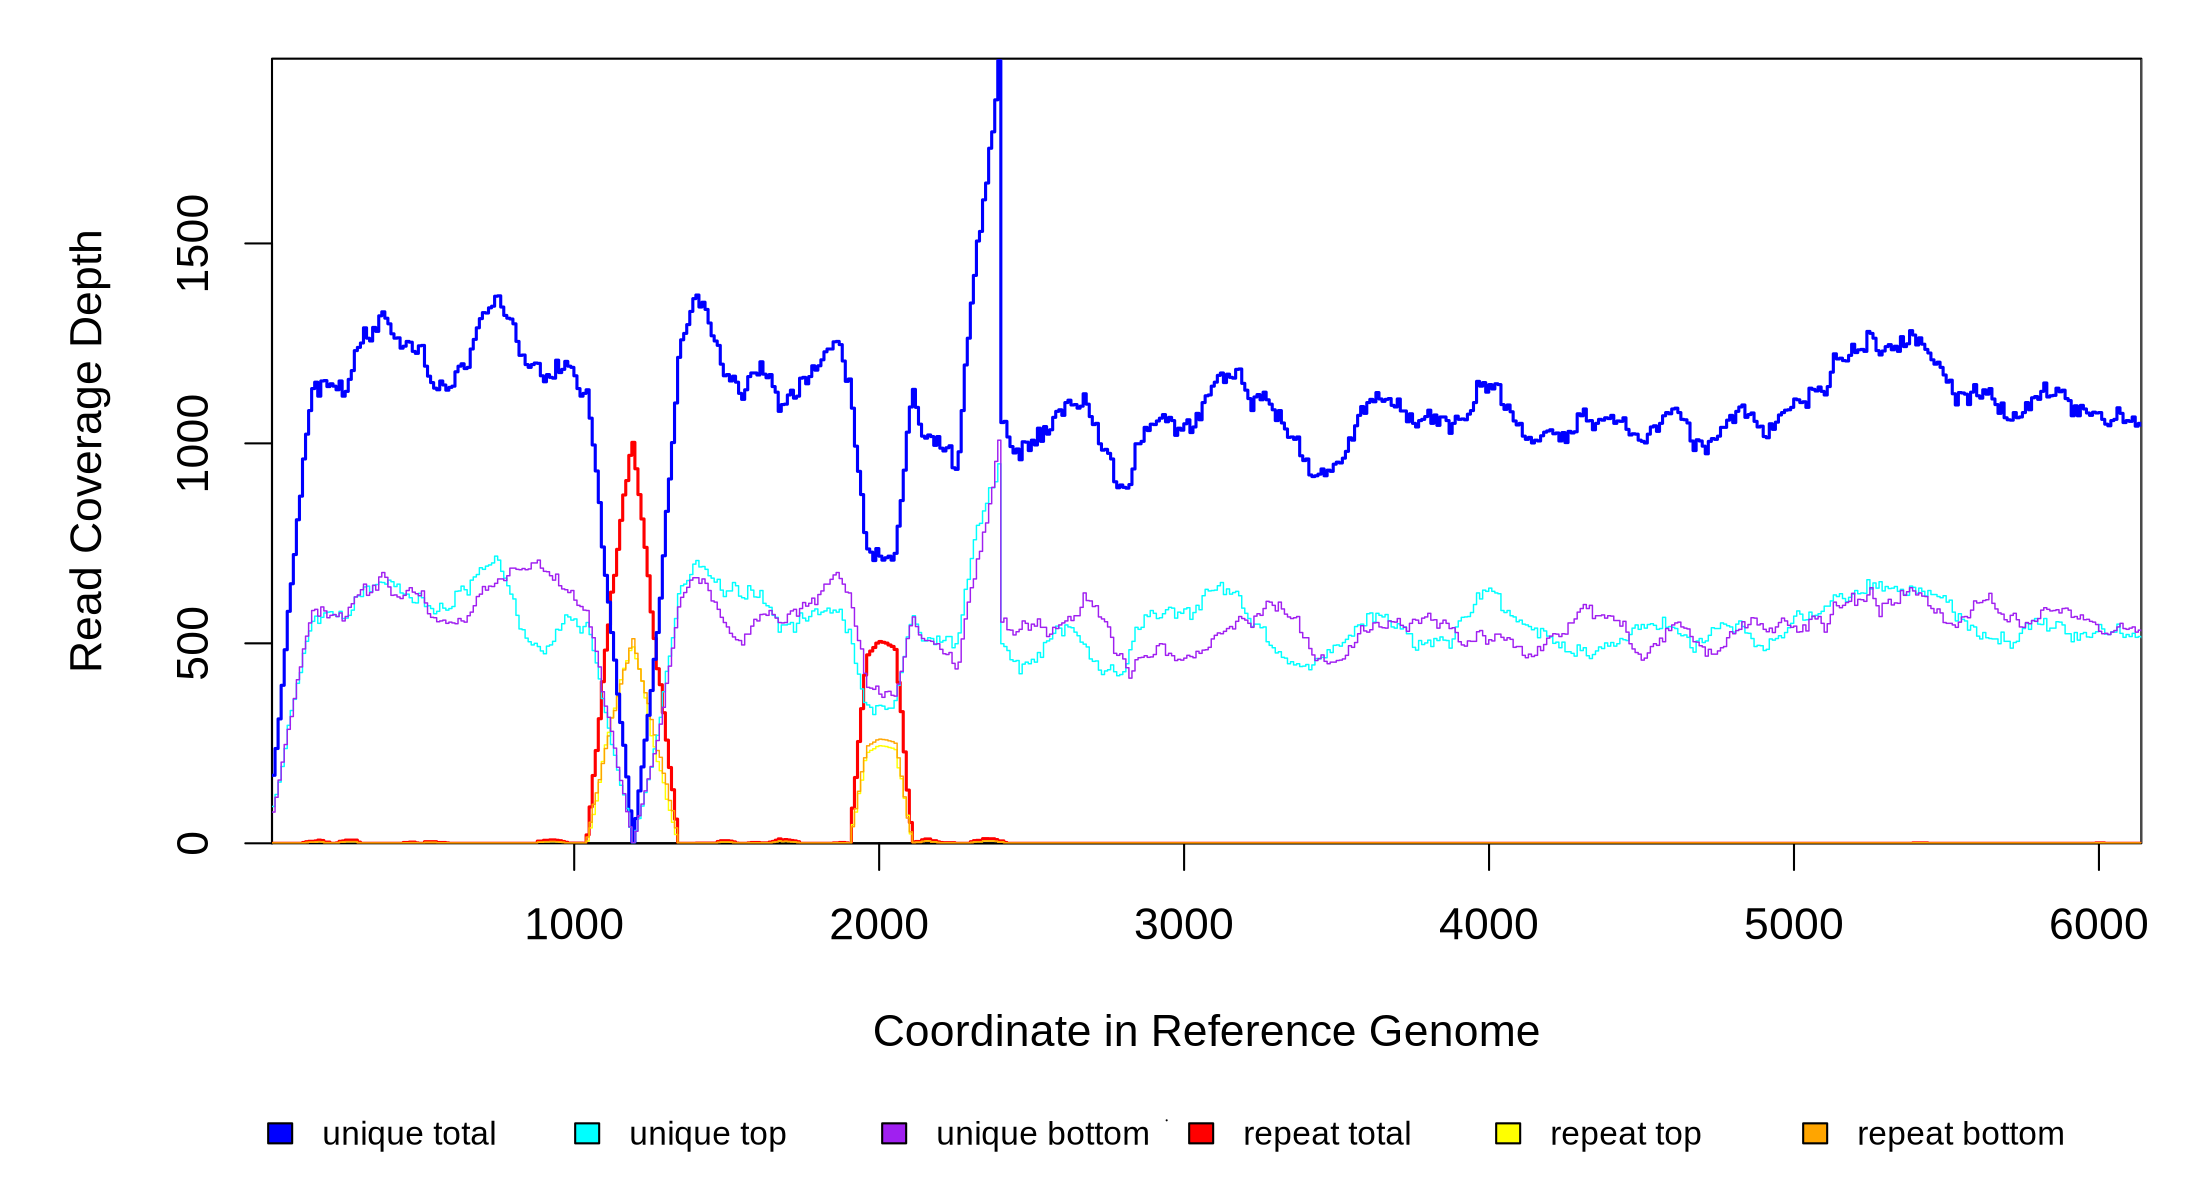 Read Coverage Depth
1500
1000
500
0
1000 2000 3000 4000 5000 6000
Coordinate in Reference Genome
unique total unique top unique bottom repeat total repeat top repeat bottom